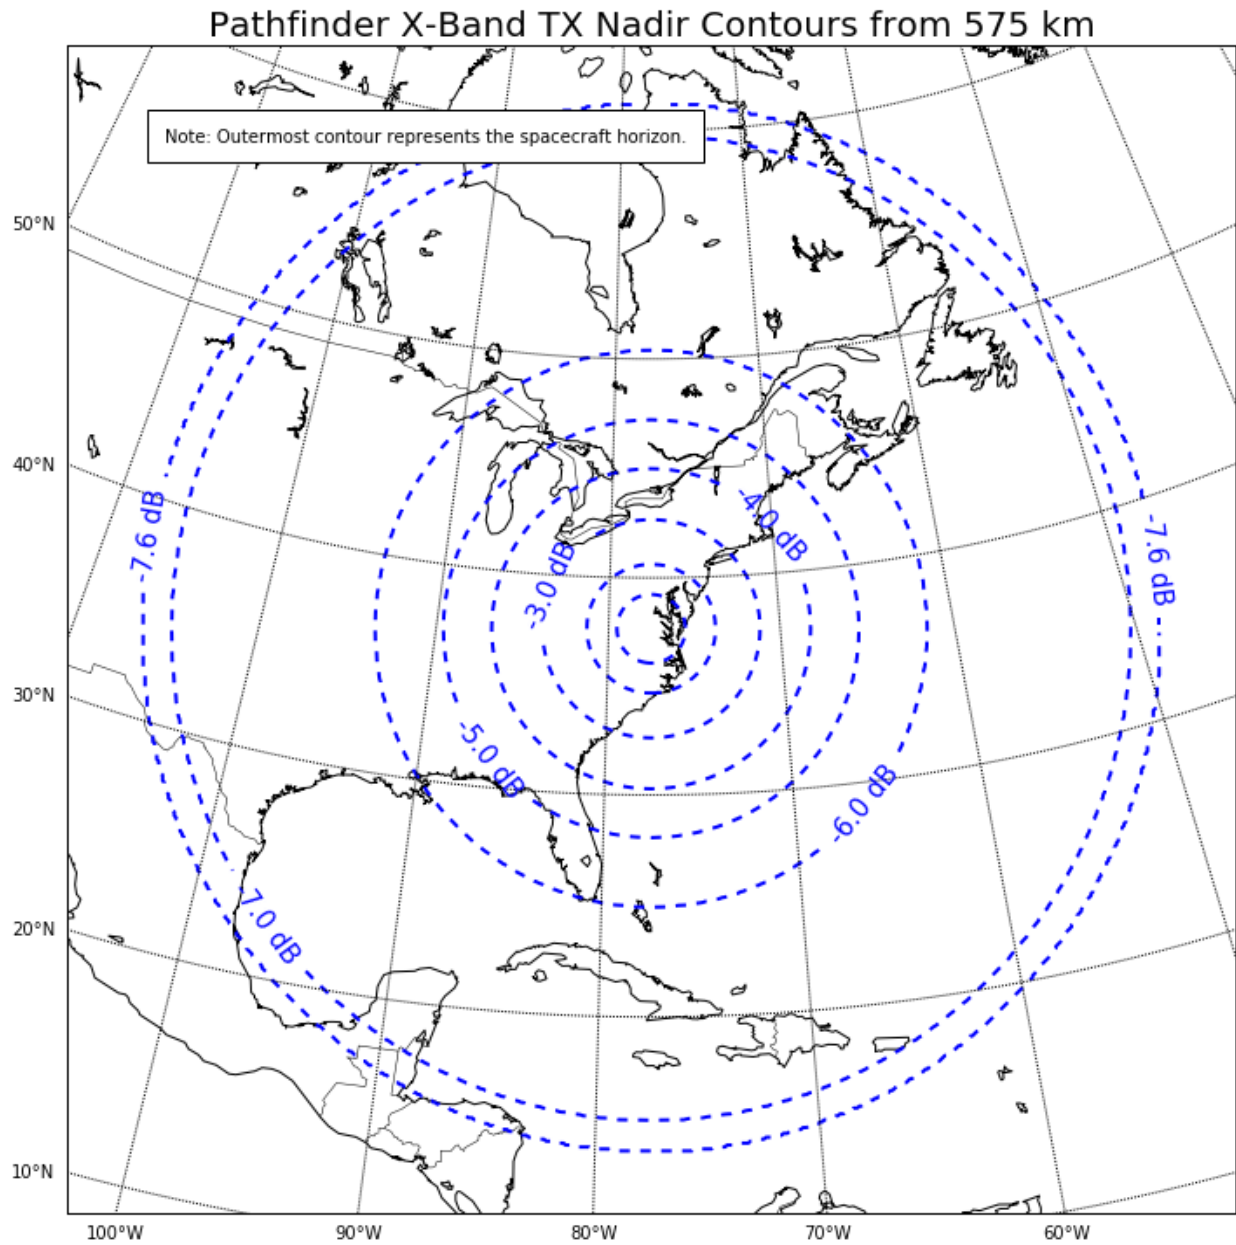 Pathfinder X-Band TX Nadir Contours from 575 km
Note: Outermost contour represents the spacecraft horizon.
50°N
40°N
30°N
20°N
10°N
-7.6 dB
-4.0 dB
-3.0 dB
-7.6 dB
-5.0 dB
-6.0 dB
-7.0 dB
100°W
90°W
80°W
70°W
60°W